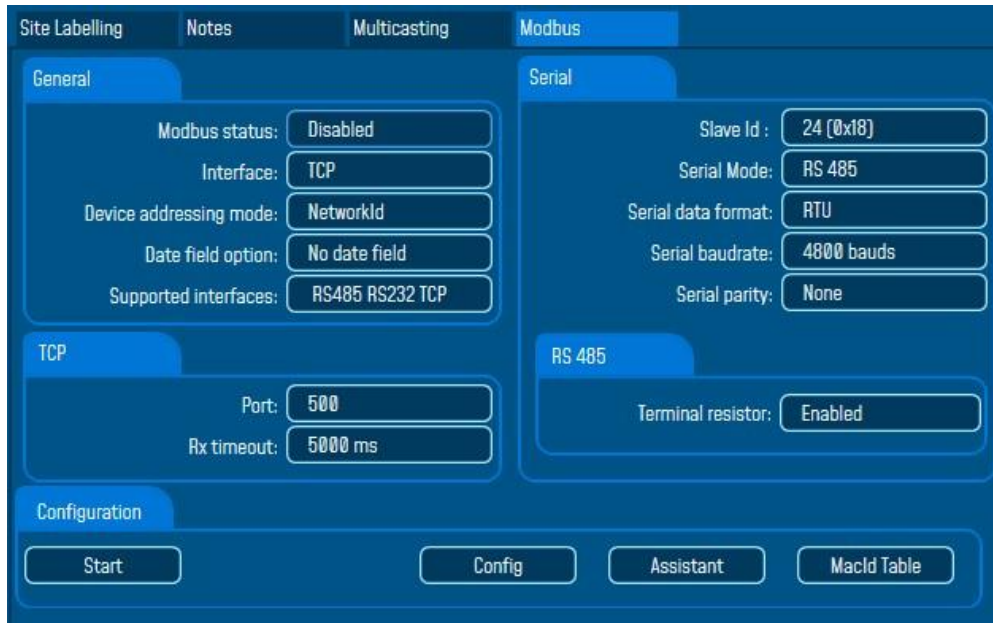 Site Labelling Notes Multicasting Modbus
General
Modbus status: Disabled
Interface: TCP
Device addressing mode: NetworkId
Date field option: No date field
Supported interfaces: RS485 RS232 TCP
TCP
Port: 500
Rx timeout: 5000 ms
Serial
Slave Id : 24 (0x18)
Serial Mode: RS 485
Serial data format: RTU
Serial baudrate: 4800 bauds
Serial parity: None
RS 485
Terminal resistor: Enabled
Configuration
Start Config Assistant MacId Table